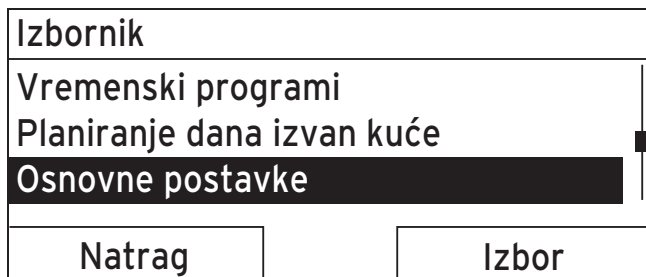 Izbornik
Vremenski programi
Planiranje dana izvan kuće
Osnovne postavke
Natrag Izbor